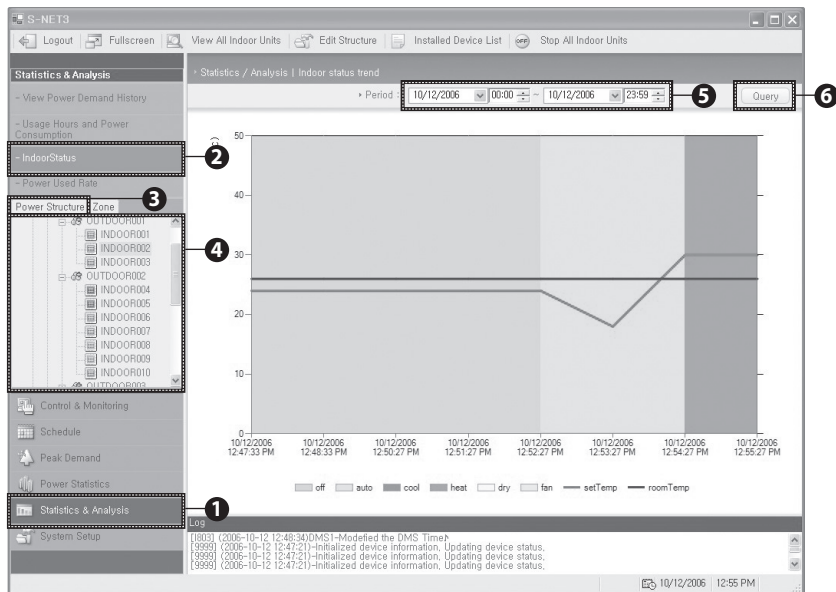 S-NET3
Logout Fullscreen View All Indoor Units Edit Structure Installed Device List OFF Stop All Indoor Units
Statistics & Analysis
Statistics / Analysis | Indoor status trend
- View Power Demand History
Period : 10/12/2006 00:00 ~ 10/12/2006 23:59 5 Query 6
- Usage Hours and Power
Consumption
- IndoorStatus 2
- Power Used Rate
Power Structure Zone 3
OUTDOOR001
INDOOR001
INDOOR002 4
INDOOR003
OUTDOOR002
INDOOR004
INDOOR005
INDOOR006
INDOOR007
INDOOR008
INDOOR009
INDOOR010
OUTDOOR003
Control & Monitoring
Schedule
Peak Demand
Power Statistics
Statistics & Analysis 1
System Setup
50
40
30
20
10
0
10/12/2006 10/12/2006 10/12/2006 10/12/2006 10/12/2006 10/12/2006 10/12/2006 10/12/2006
12:47:33 PM 12:48:33 PM 12:50:27 PM 12:51:27 PM 12:52:27 PM 12:53:27 PM 12:54:27 PM 12:55:27 PM
off auto cool heat dry fan setTemp roomTemp
Log
[1803] (2006-10-12 12:48:34)DMS1-Modefied the DMS Time
[9999] (2006-10-12 12:47:21)-Initialized device information, Updating device status,
[9999] (2006-10-12 12:47:21)-Initialized device information, Updating device status,
[9999] (2006-10-12 12:47:21)-Initialized device information, Updating device status,
10/12/2006 12:55 PM